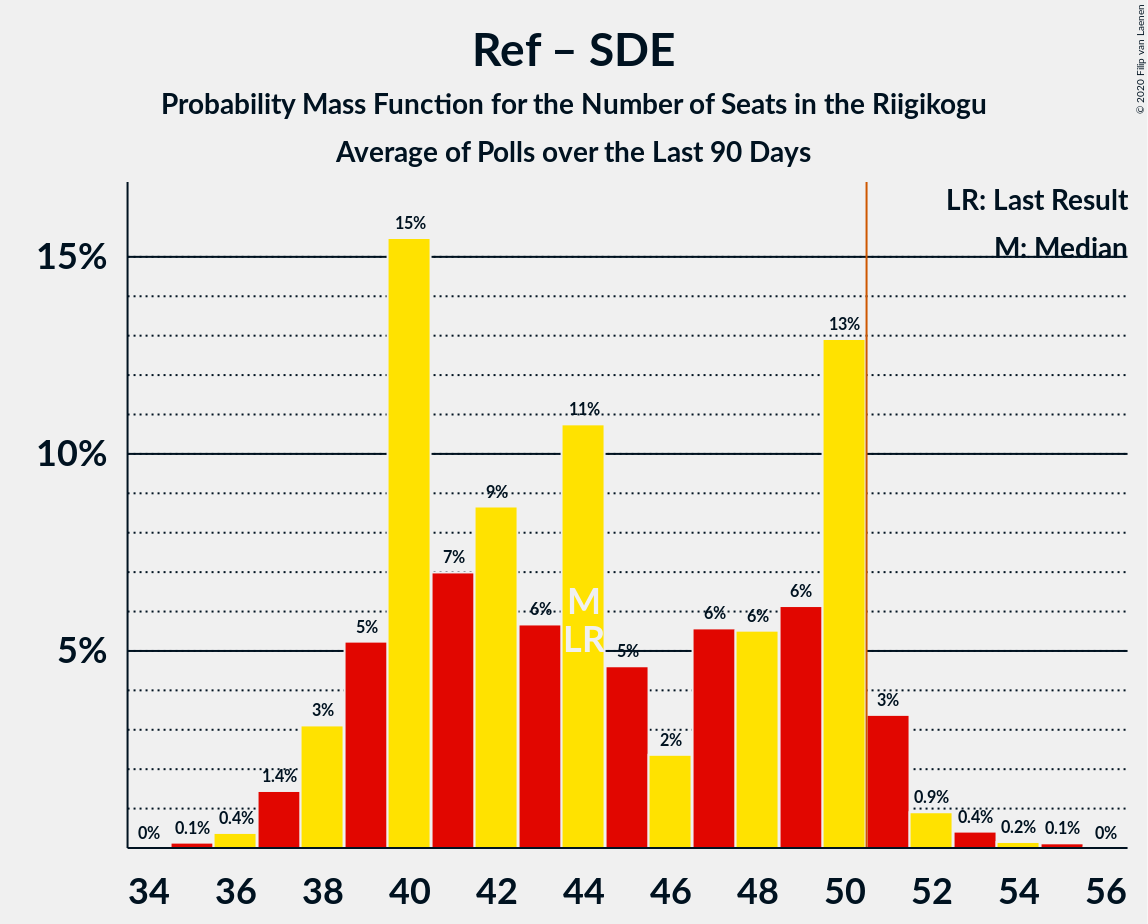 Ref – SDE
Probability Mass Function for the Number of Seats in the Riigikogu
Average of Polls over the Last 90 Days
© 2020 Filip van Laenen
LR: Last Result
M: Median
15%
10%
5%
0%
0.1%
0.4%
1.4%
3%
5%
15%
7%
9%
6%
11%
5%
2%
6%
6%
6%
13%
3%
0.9%
0.4%
0.2%
0.1%
0%
M
LR
34 36 38 40 42 44 46 48 50 52 54 56